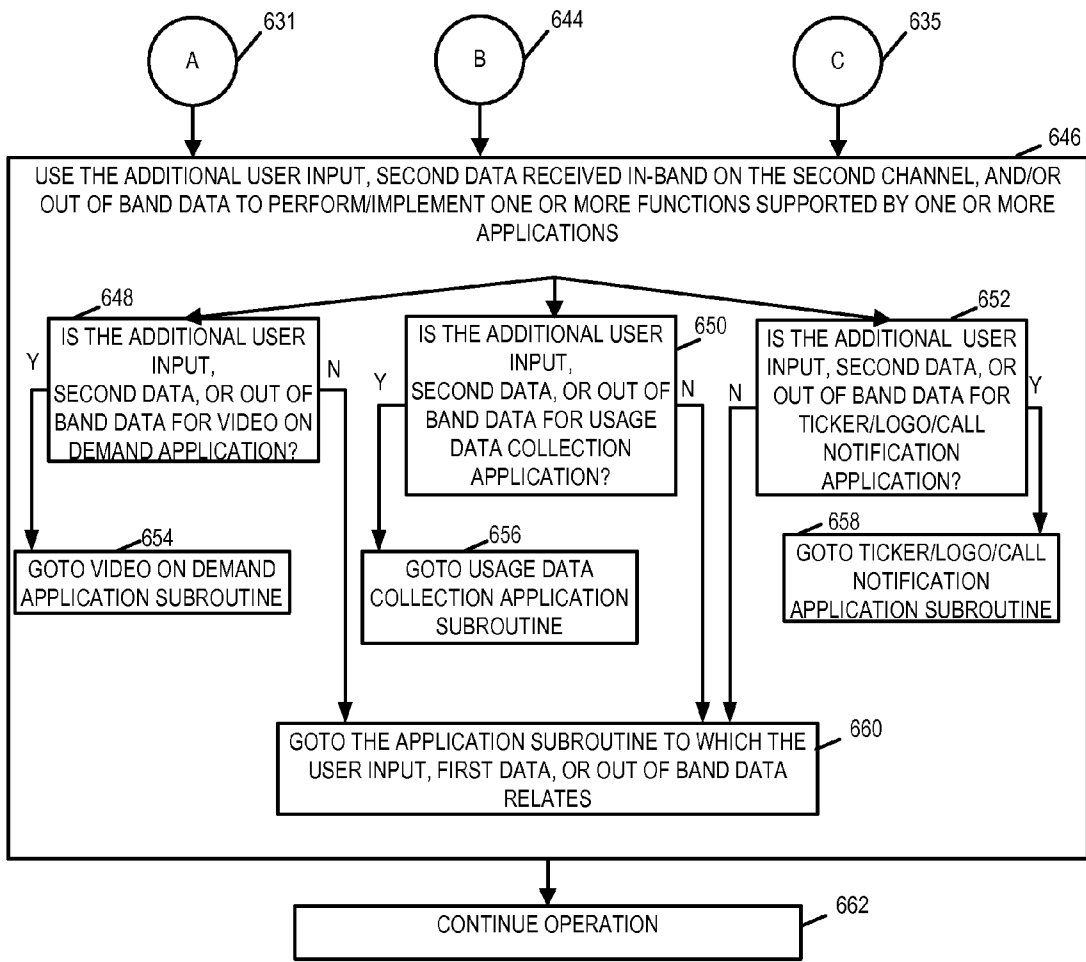 A
631
B
644
C
635
646
USE THE ADDITIONAL USER INPUT, SECOND DATA RECEIVED IN-BAND ON THE SECOND CHANNEL, AND/OR
OUT OF BAND DATA TO PERFORM/IMPLEMENT ONE OR MORE FUNCTIONS SUPPORTED BY ONE OR MORE
APPLICATIONS
648
IS THE ADDITIONAL USER
INPUT,
SECOND DATA, OR OUT OF
BAND DATA FOR VIDEO ON
DEMAND APPLICATION?
Y
N
650
IS THE ADDITIONAL USER
INPUT,
SECOND DATA, OR OUT OF
BAND DATA FOR USAGE
DATA COLLECTION
APPLICATION?
Y
N
652
IS THE ADDITIONAL USER
INPUT, SECOND DATA, OR
OUT OF BAND DATA FOR
TICKER/LOGO/CALL
NOTIFICATION
APPLICATION?
N
Y
654
GOTO VIDEO ON DEMAND
APPLICATION SUBROUTINE
656
GOTO USAGE DATA
COLLECTION APPLICATION
SUBROUTINE
658
GOTO TICKER/LOGO/CALL
NOTIFICATION
APPLICATION SUBROUTINE
660
GOTO THE APPLICATION SUBROUTINE TO WHICH THE
USER INPUT, FIRST DATA, OR OUT OF BAND DATA
RELATES
CONTINUE OPERATION
662